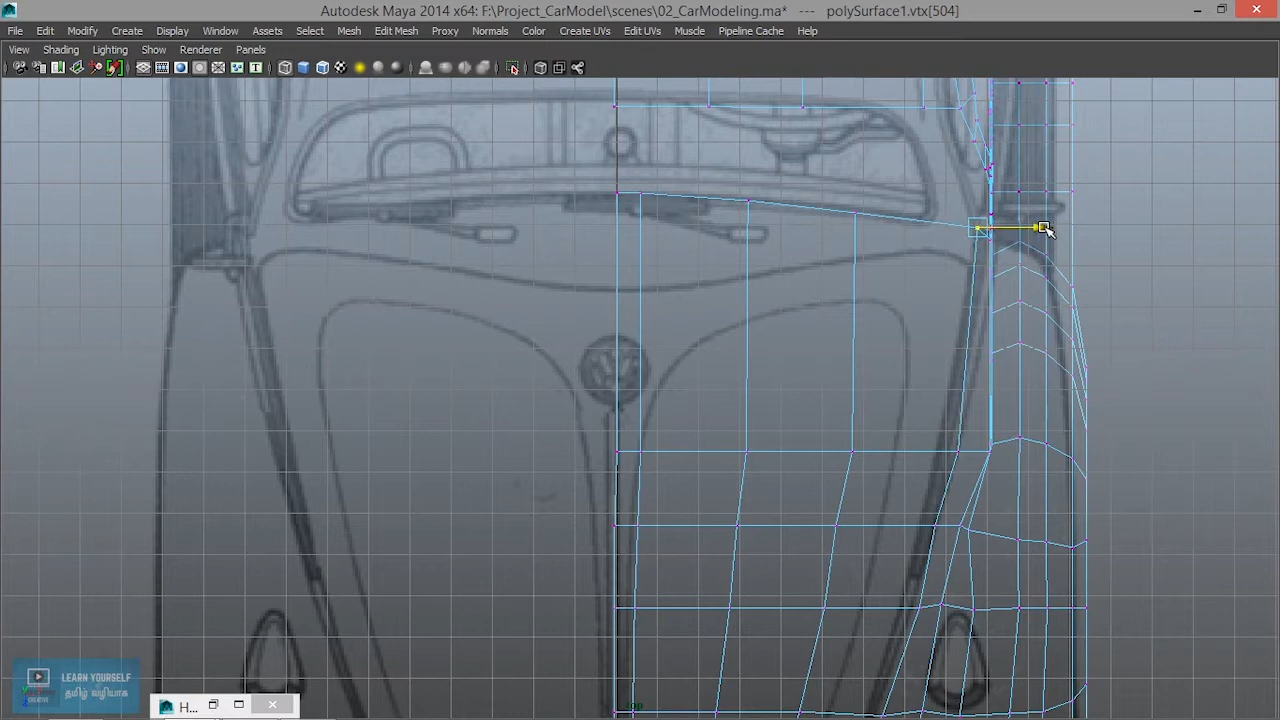 Autodesk Maya 2014 x64: F:\Project_CarModel\scenes\02_CarModeling.ma* --- polySurface1.vtx[504]
File Edit Modify Create Display Window Assets Select Mesh Edit Mesh Proxy Normals Color Create UVs Edit UVs Muscle Pipeline Cache Help
View Shading Lighting Show Renderer Panels
LEARN YOURSELF
தமிழ் வழியாக
CREATIVE
H...
top